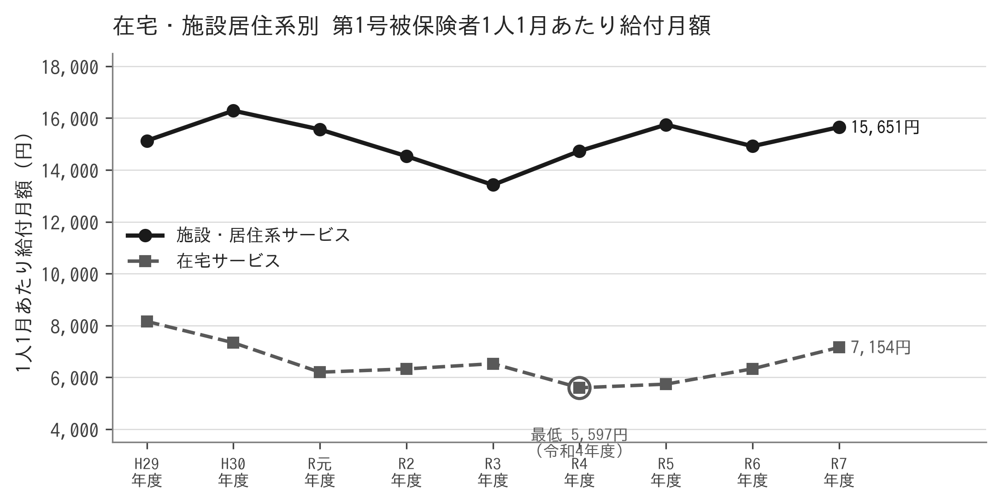 在宅・施設居住系別 第1号被保険者1人1月あたり給付月額
1人1月あたり給付月額（円）
18,000
16,000
14,000
12,000
10,000
8,000
6,000
4,000
15,651円
施設・居住系サービス
在宅サービス
7,154円
最低 5,597円
（令和4年度）
H29
年度
H30
年度
R元
年度
R2
年度
R3
年度
R4
年度
R5
年度
R6
年度
R7
年度